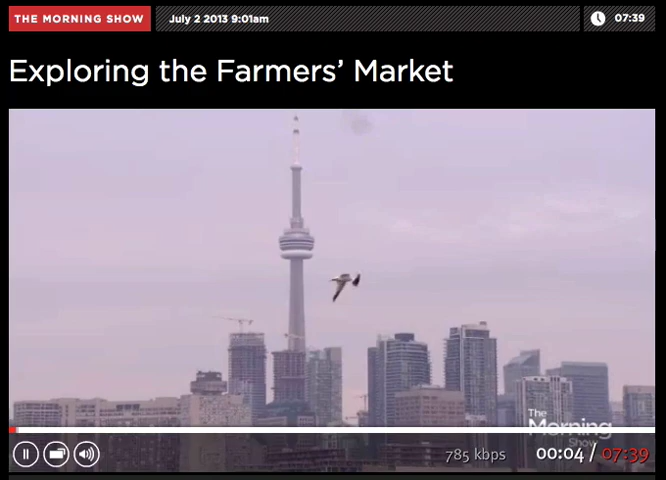 THE MORNING SHOW July 2 2013 9:01am 07:39
Exploring the Farmers' Market
The
Morning
Show
785 kbps 00:04 / 07:39